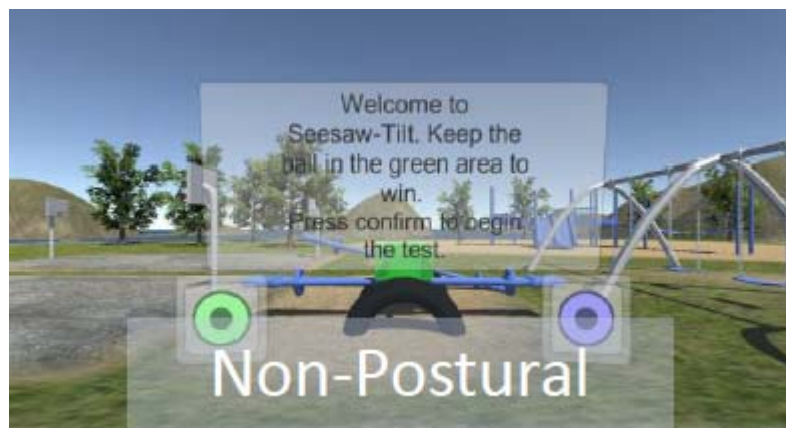 Welcome to
Seesaw-Tilt. Keep the
ball in the green area to
win.
Press confirm to begin
the test.
Non-Postural